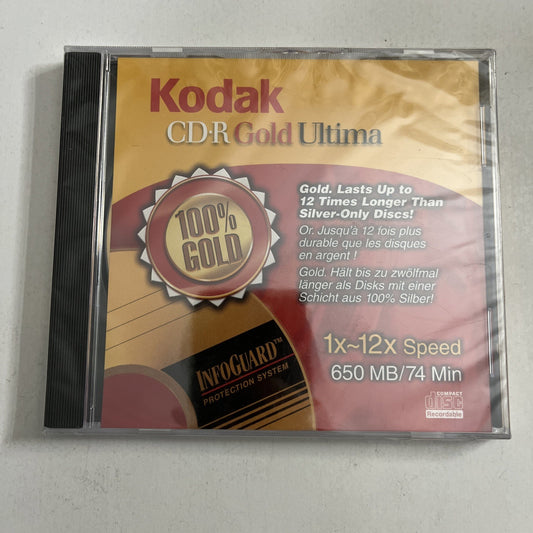 Kodak
CD-R Gold Ultima
100%
GOLD
Gold. Lasts Up to
12 Times Longer Than
Silver-Only Discs!
Or. Jusqu'à 12 fois plus
durable que les disques
en argent !
Gold. Hält bis zu zwölfmal
länger als Disks mit einer
Schicht aus 100% Silber!
INFOGUARD™
PROTECTION SYSTEM
1x~12x Speed
650 MB/74 Min
COMPACT
disc
Recordable